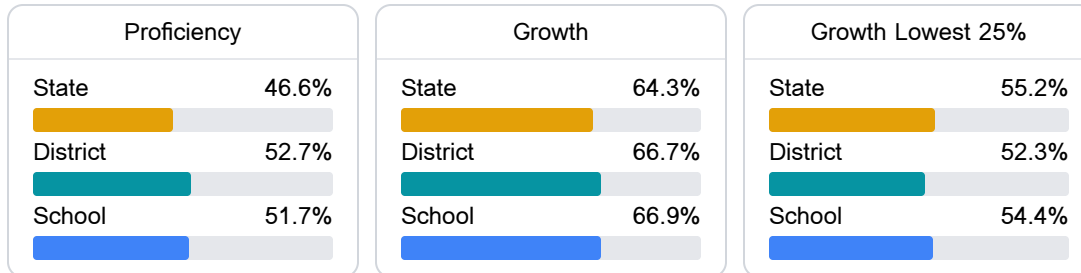 Proficiency
State 46.6%
District 52.7%
School 51.7%
Growth
State 64.3%
District 66.7%
School 66.9%
Growth Lowest 25%
State 55.2%
District 52.3%
School 54.4%